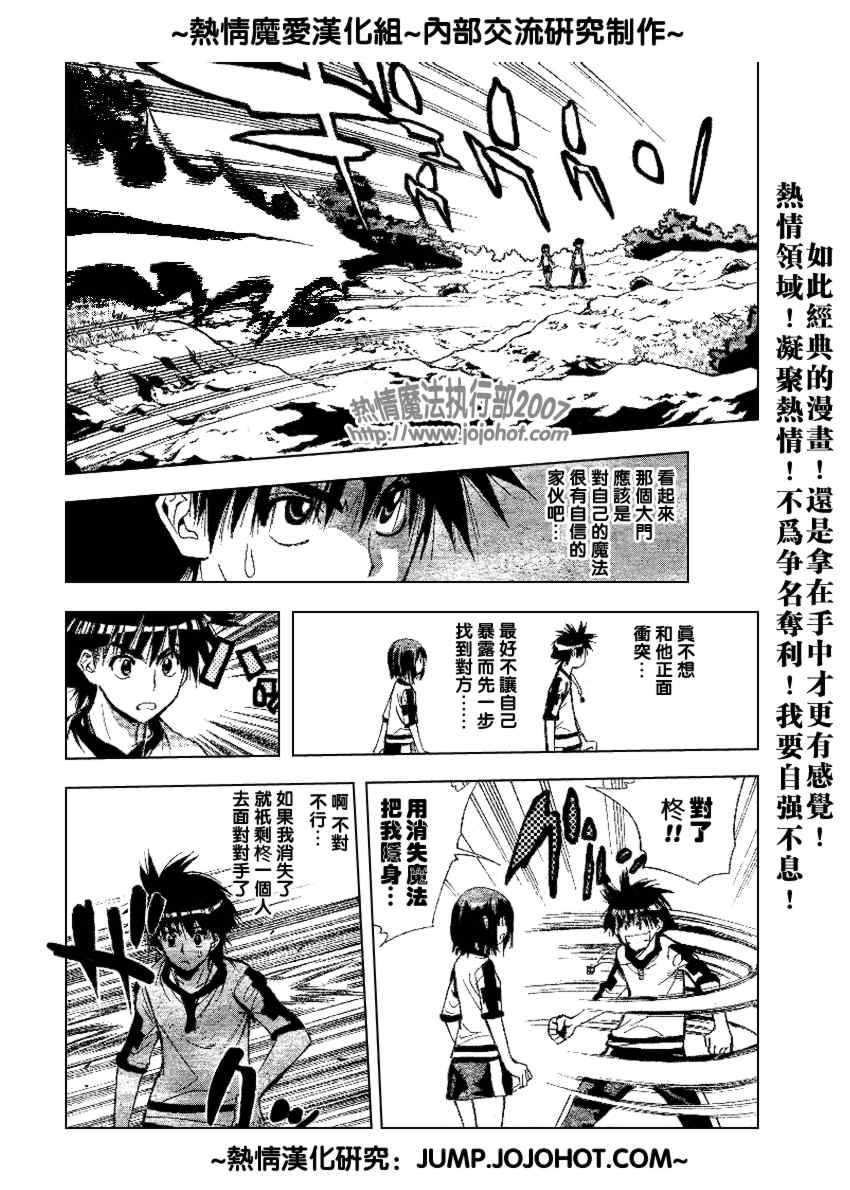 ~熱情魔愛漢化組~內部交流研究制作~
如此經典的漫畫！還是拿在手中才更有感覺！
熱情領域！凝聚熱情！不爲争名奪利！我要自强不息！
熱情魔法执行部2007
http://www.jojohot.com
看起來
那個大門
應該是
對自己的魔法
很有自信的
家伙吧…
真不想
和他正面
衝突…
最好不讓自己
暴露而先一步
找到對方……
對了
柊!!
用消失魔法
把我隱身…
啊 不對
不行…
如果我消失了
就衹剩柊一個人
去面對對手了
~熱情漢化研究：JUMP.JOJOHOT.COM~